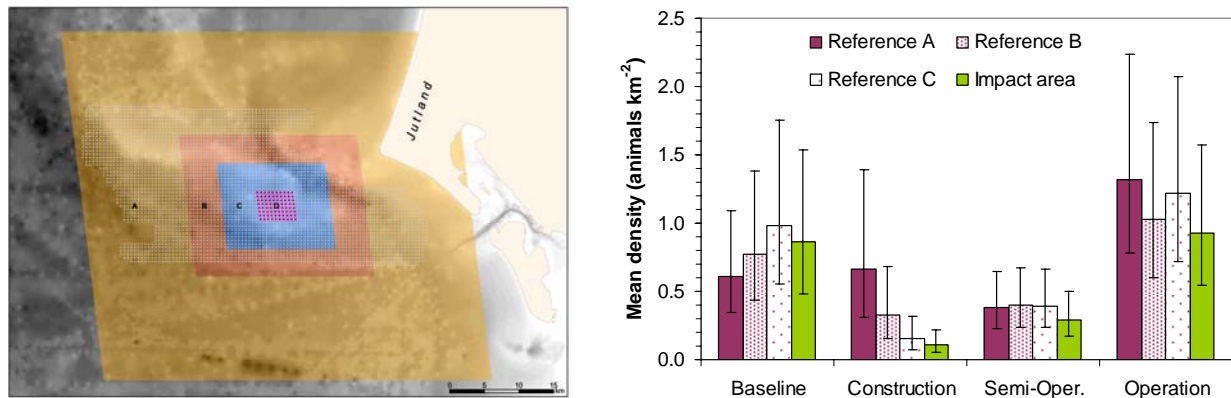 Jutland
A B C D
0 5 10 15
km
Mean density (animals km-2)
2.5
2.0
1.5
1.0
0.5
0.0
Reference A Reference B
Reference C Impact area
Baseline Construction Semi-Oper. Operation